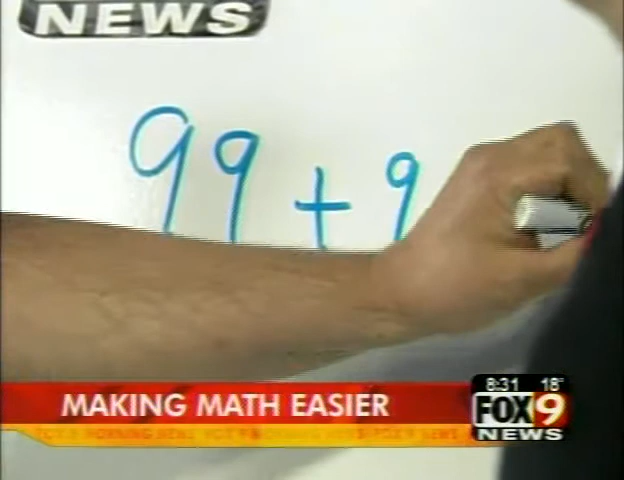 NEWS
99 + 9
MAKING MATH EASIER
8:31 18°
FOX 9
NEWS